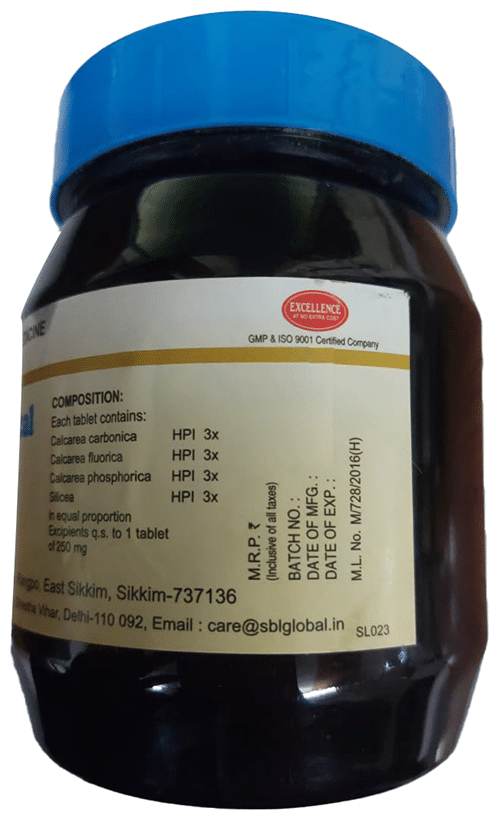 EXCELLENCE
AT NO EXTRA COST
GMP & ISO 9001 Certified Company
COMPOSITION:
Each tablet contains:
Calcarea carbonica HPI 3x
Calcarea fluorica HPI 3x
Calcarea phosphorica HPI 3x
Silicea HPI 3x
in equal proportion
Excipients q.s. to 1 tablet
of 250 mg
M.R.P. ₹
(Inclusive of all taxes)
BATCH NO. :
DATE OF MFG. :
DATE OF EXP. :
M.L. No. M/728/2016(H)
East Sikkim, Sikkim-737136
Vihar, Delhi-110 092, Email : care@sblglobal.in
SL023